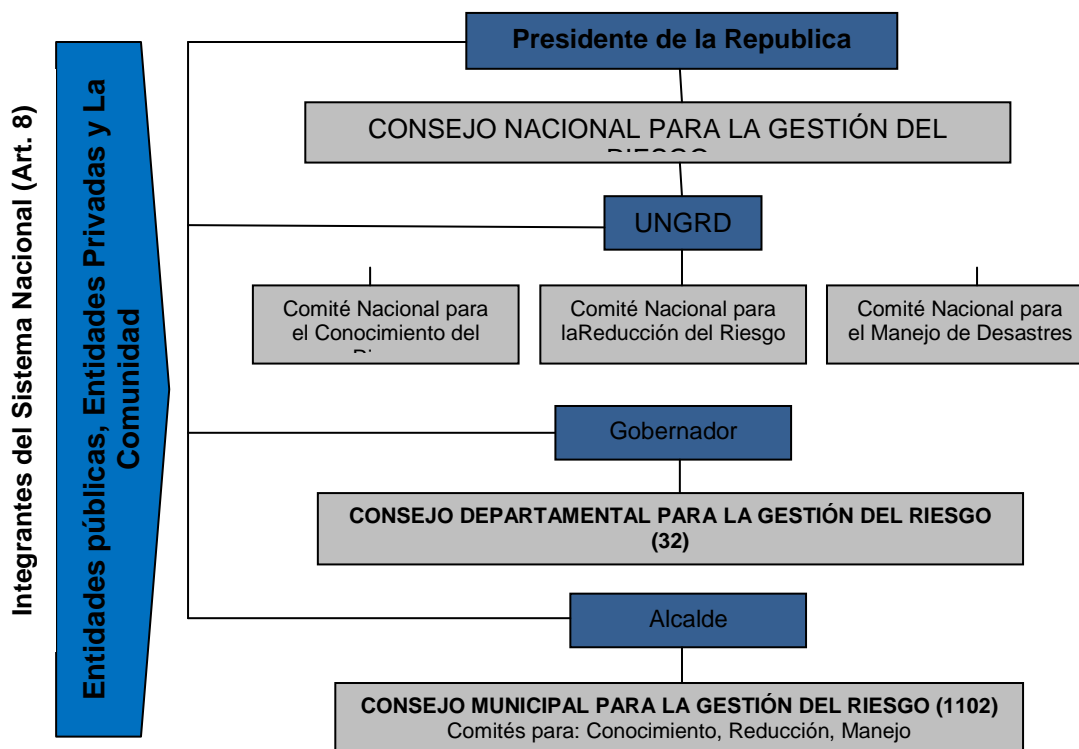 Integrantes del Sistema Nacional (Art. 8)
Entidades públicas, Entidades Privadas y La
Comunidad
Presidente de la Republica
CONSEJO NACIONAL PARA LA GESTIÓN DEL
UNGRD
Comité Nacional para
el Conocimiento del
Comité Nacional para
laReducción del Riesgo
Comité Nacional para
el Manejo de Desastres
Gobernador
CONSEJO DEPARTAMENTAL PARA LA GESTIÓN DEL RIESGO
(32)
Alcalde
CONSEJO MUNICIPAL PARA LA GESTIÓN DEL RIESGO (1102)
Comités para: Conocimiento, Reducción, Manejo